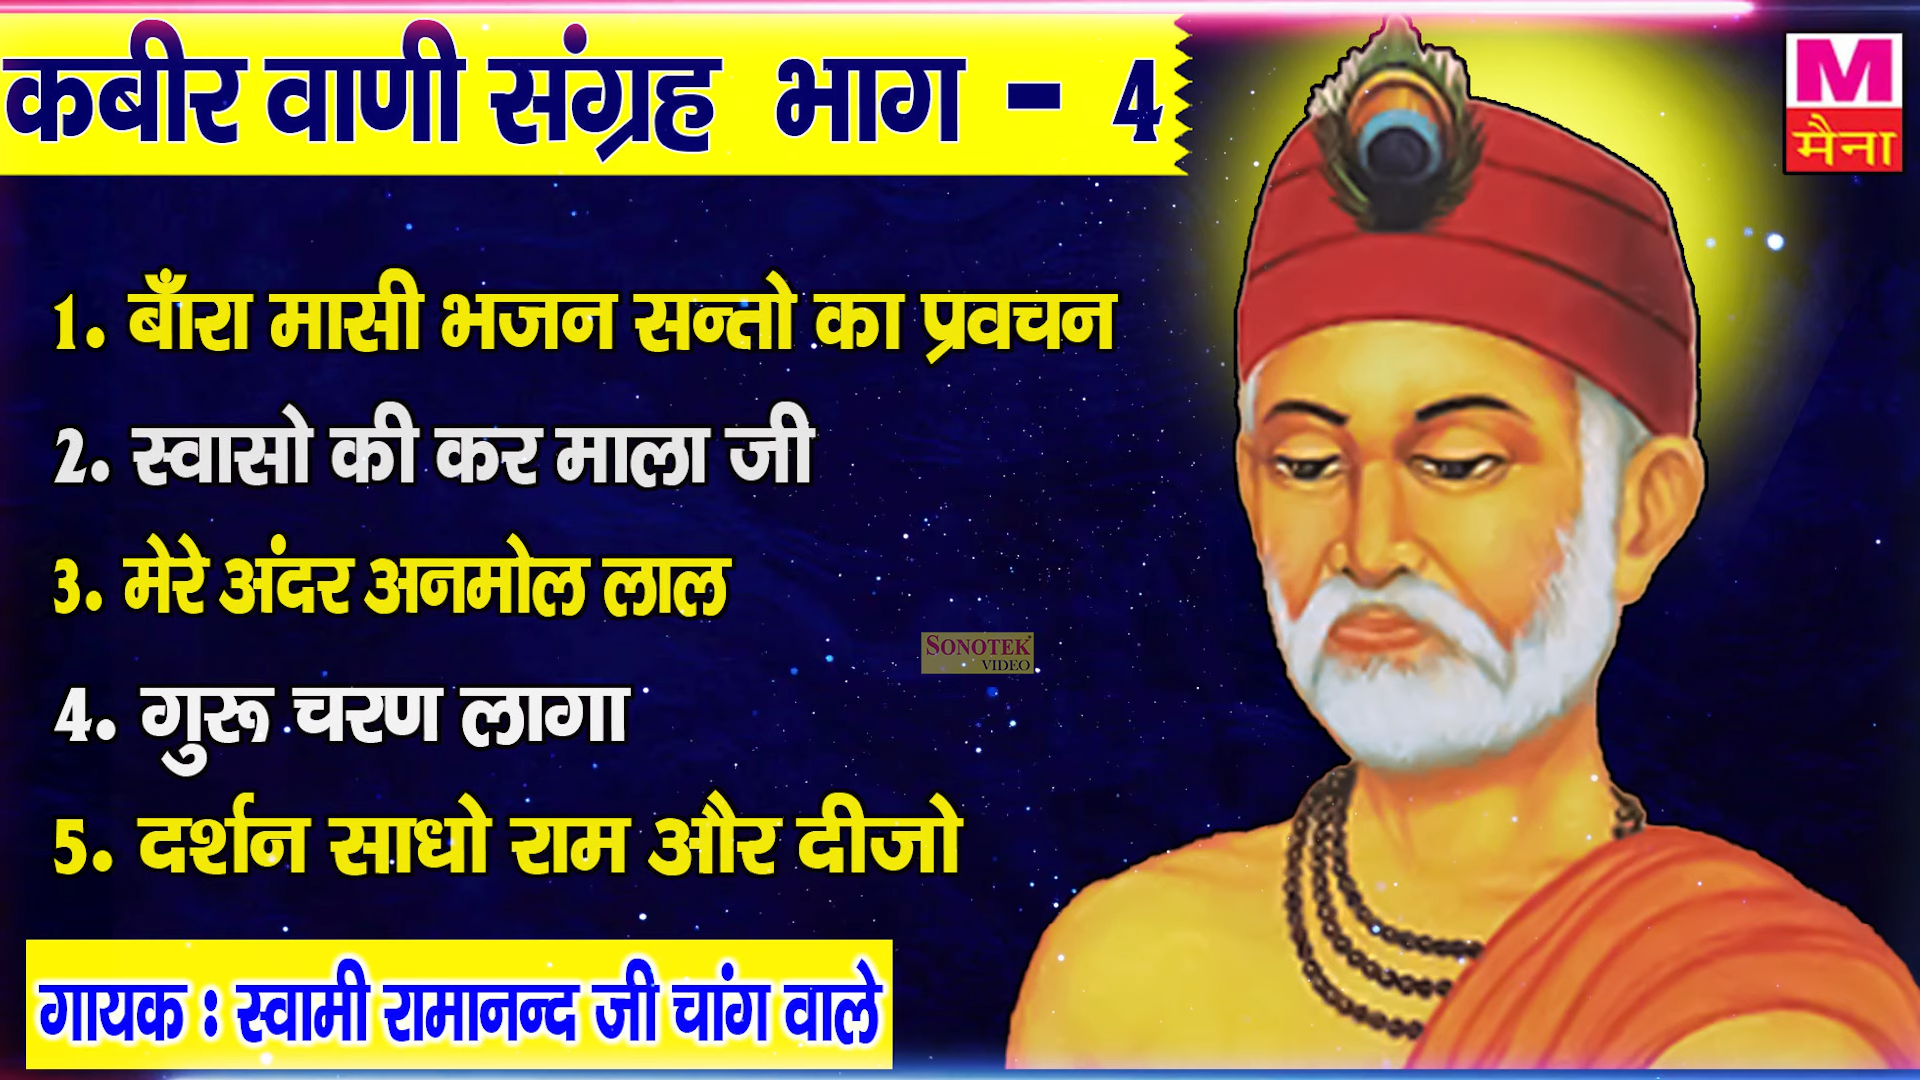 कबीर वाणी संग्रह भाग - 4
M
मैना
1. बाँरा मासी भजन सन्तो का प्रवचन
2. स्वासो की कर माला जी
3. मेरे अंदर अनमोल लाल
SONOTEK
VIDEO
4. गुरू चरण लागा
5. दर्शन साधो राम और दीजो
गायक : स्वामी रामानन्द जी चांग वाले